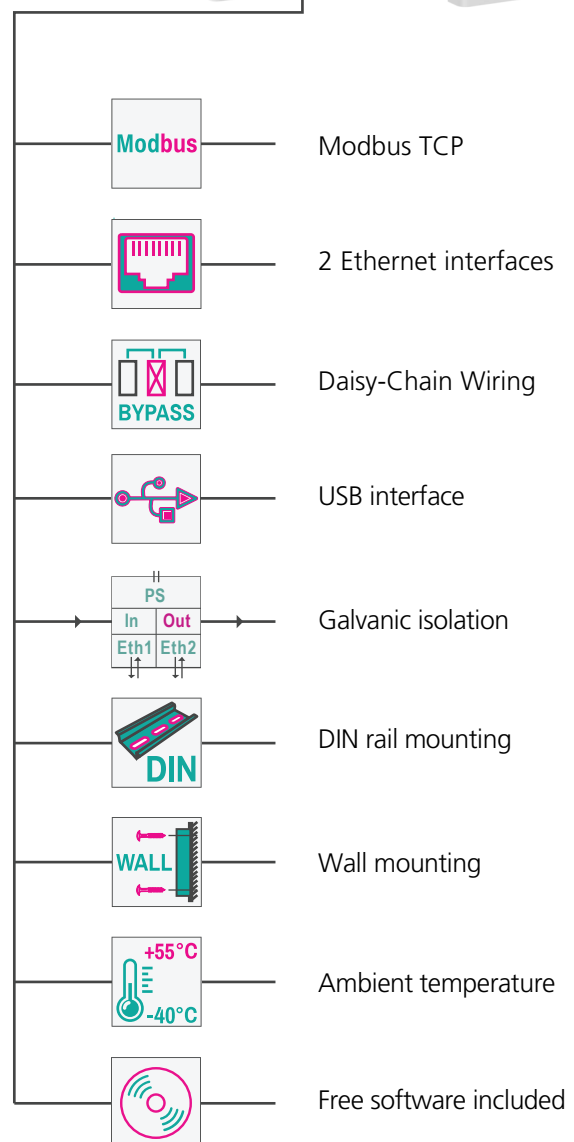 Modbus
Modbus TCP
2 Ethernet interfaces
BYPASS
Daisy-Chain Wiring
USB interface
PS
In Out
Eth1 Eth2
Galvanic isolation
DIN
DIN rail mounting
WALL
Wall mounting
+55°C
-40°C
Ambient temperature
Free software included